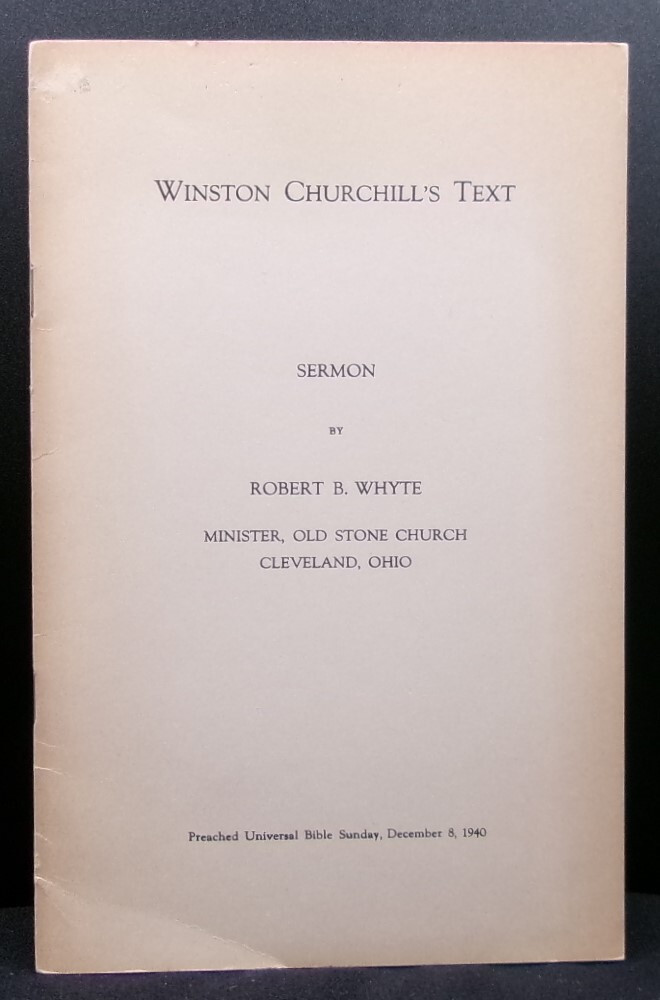 Winston Churchill's Text
SERMON
BY
ROBERT B. WHYTE
MINISTER, OLD STONE CHURCH
CLEVELAND, OHIO
Preached Universal Bible Sunday, December 8, 1940